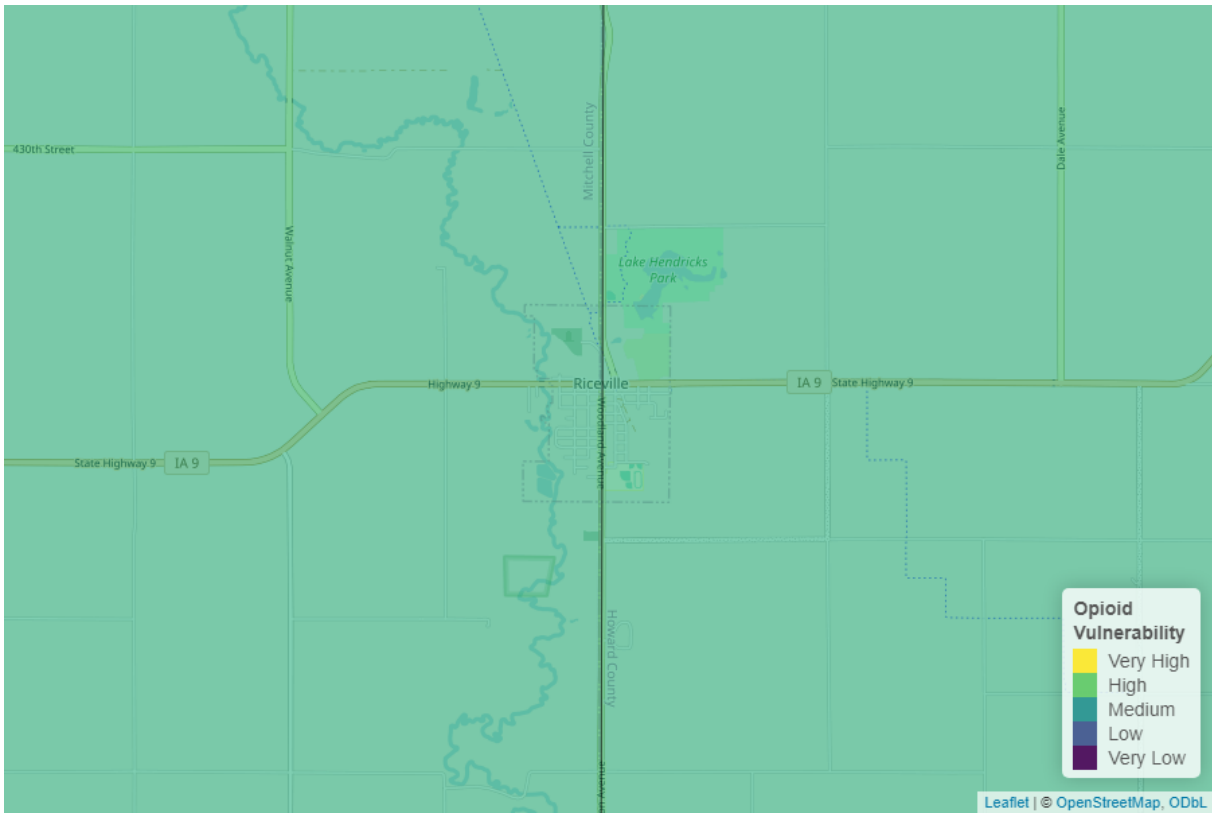 Mitchell County
430th Street
Dale Avenue
Walnut Avenue
Lake Hendricks
Park
Highway 9
Riceville
IA 9
State Highway 9
Woodland Avenue
State Highway 9
IA 9
Howard County
Avenue
Opioid
Vulnerability
Very High
High
Medium
Low
Very Low
Leaflet | © OpenStreetMap, ODbL